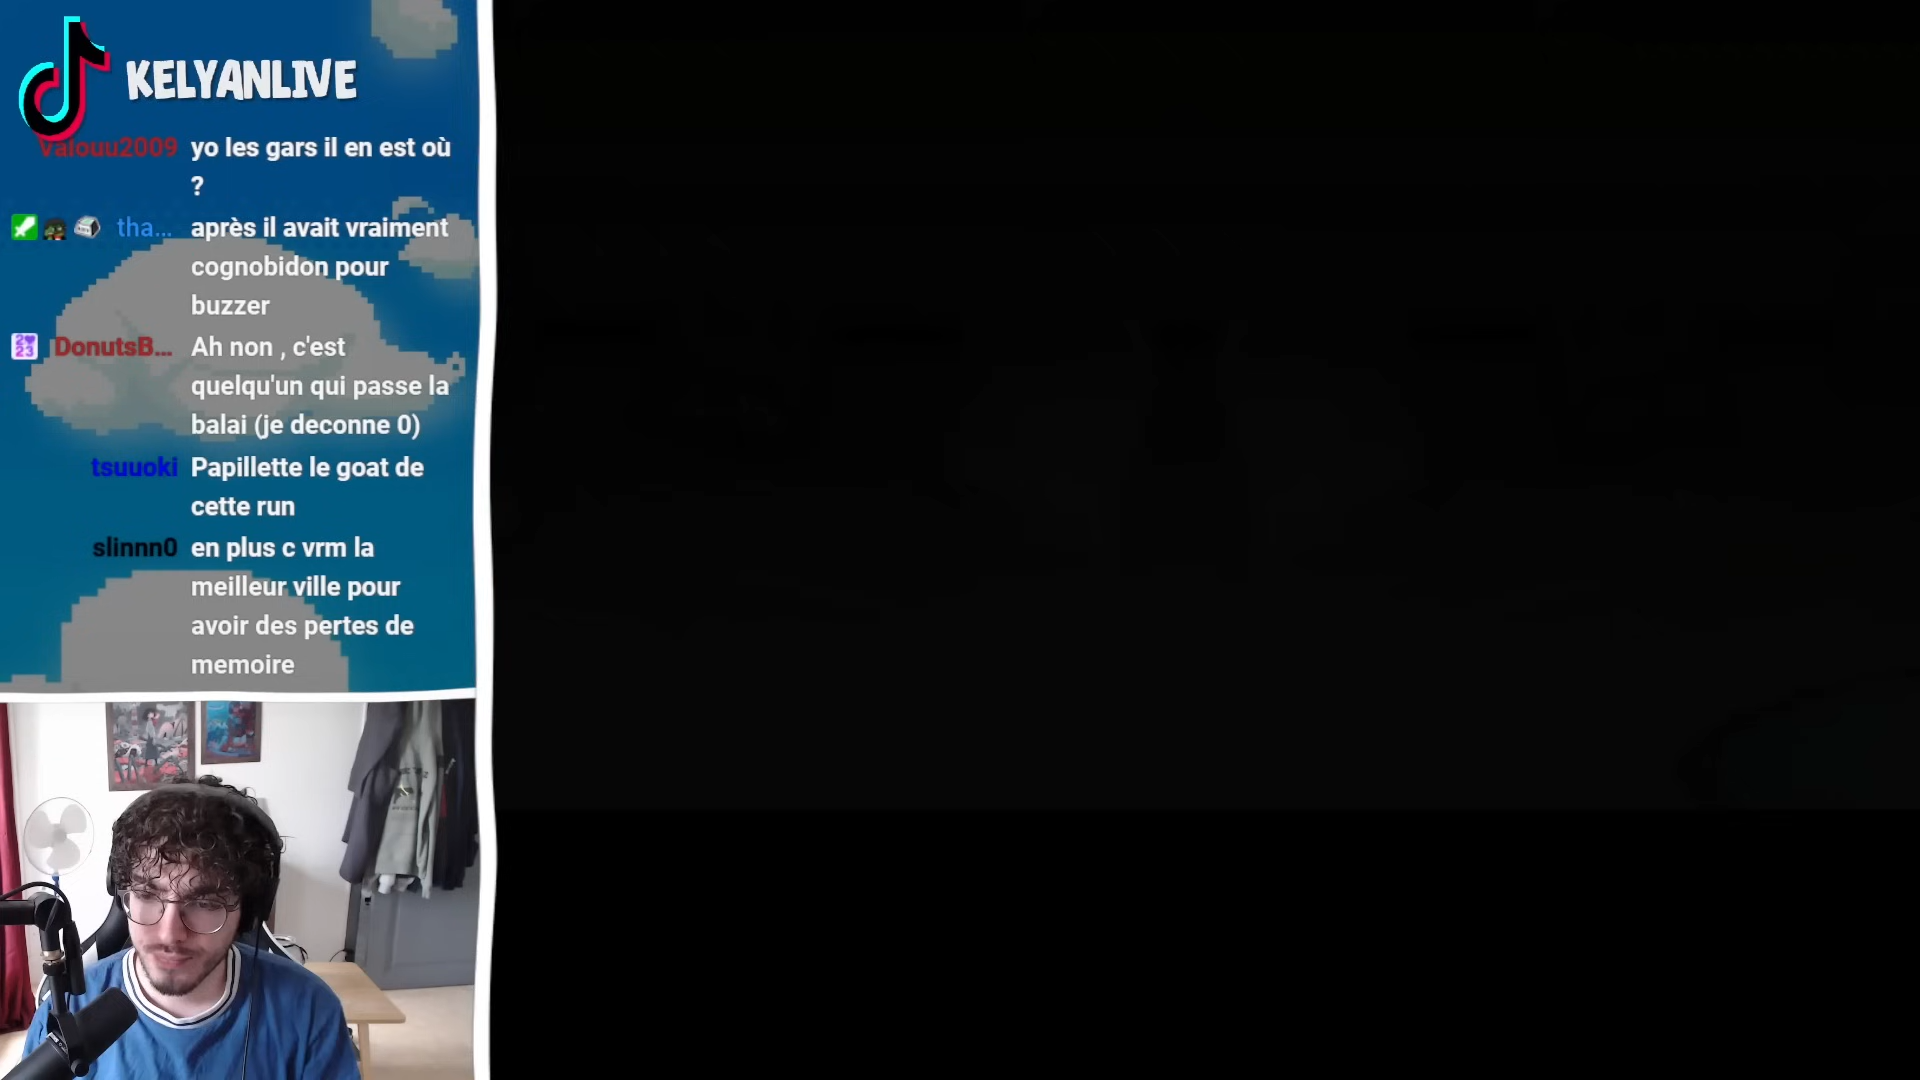 KELYANLIVE
Valouu2009 yo les gars il en est où
?
tha... après il avait vraiment
cognobidon pour
buzzer
2023 DonutsB... Ah non , c'est
quelqu'un qui passe la
balai (je deconne 0)
tsuuoki Papillette le goat de
cette run
slinnn0 en plus c vrm la
meilleur ville pour
avoir des pertes de
memoire